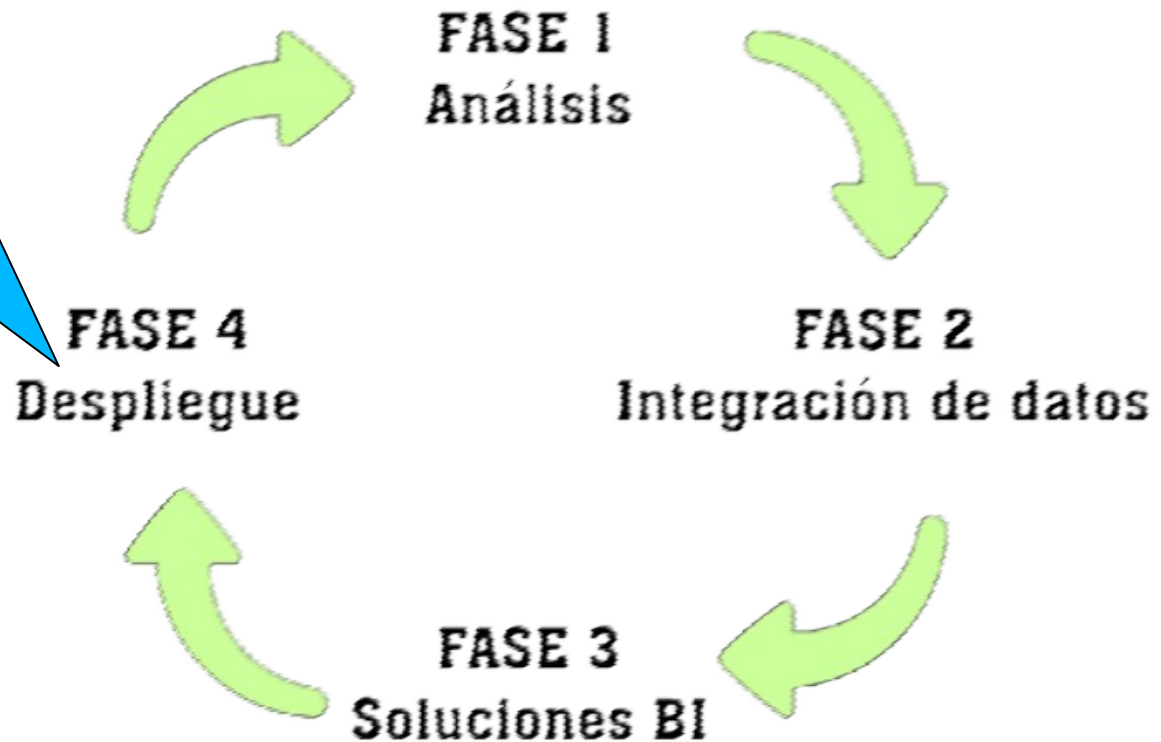 FASE 1
Análisis
FASE 2
Integración de datos
FASE 3
Soluciones BI
FASE 4
Despliegue